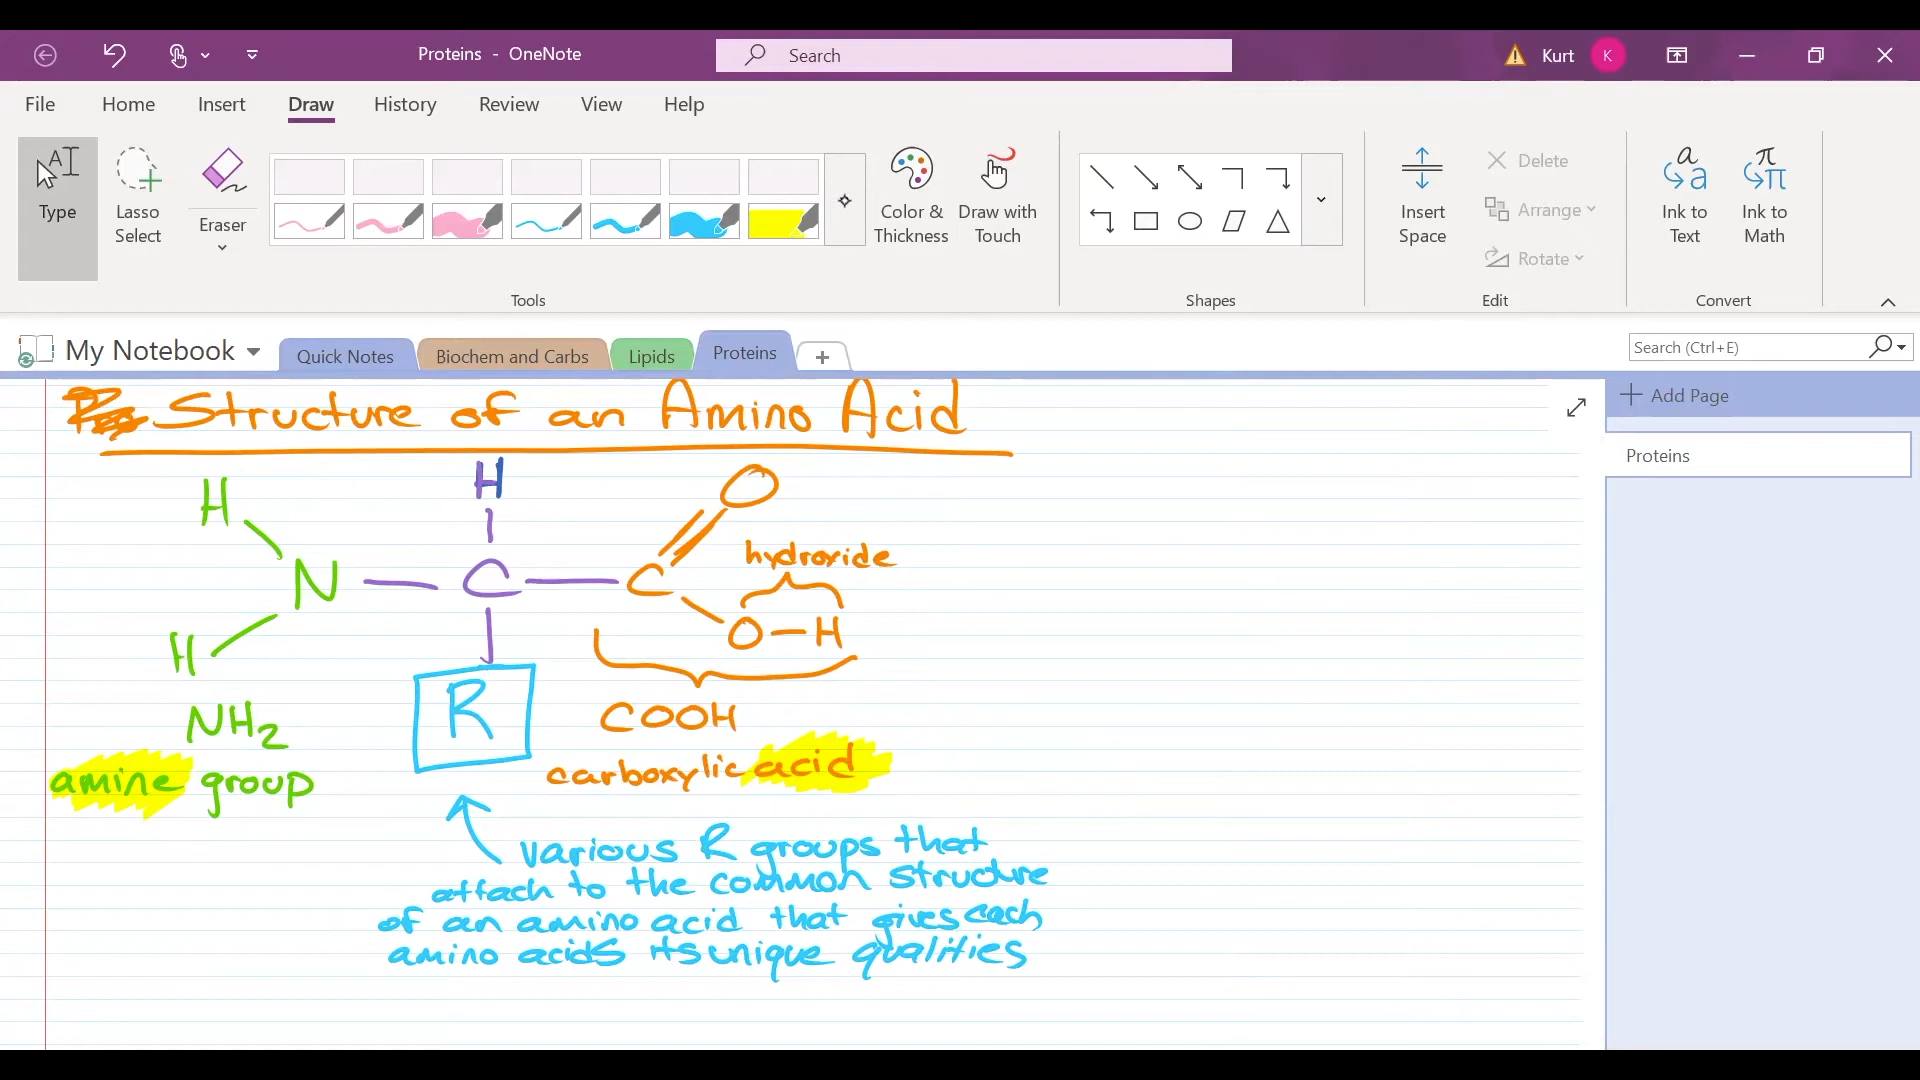 Proteins - OneNote
Search
Kurt
K
File Home Insert Draw History Review View Help
Type
Lasso Select
Eraser
Color & Thickness
Draw with Touch
Insert Space
Delete
Arrange
Rotate
Ink to Text
Ink to Math
Tools
Shapes
Edit
Convert
My Notebook
Quick Notes
Biochem and Carbs
Lipids
Proteins
Search (Ctrl+E)
Add Page
Proteins
Structure of an Amino Acid
H
H
O
hydroxide
N C C
H
O H
R
NH2
COOH
amine group
carboxylic acid
various R groups that
attach to the common structure
of an amino acid that gives each
amino acids its unique qualities